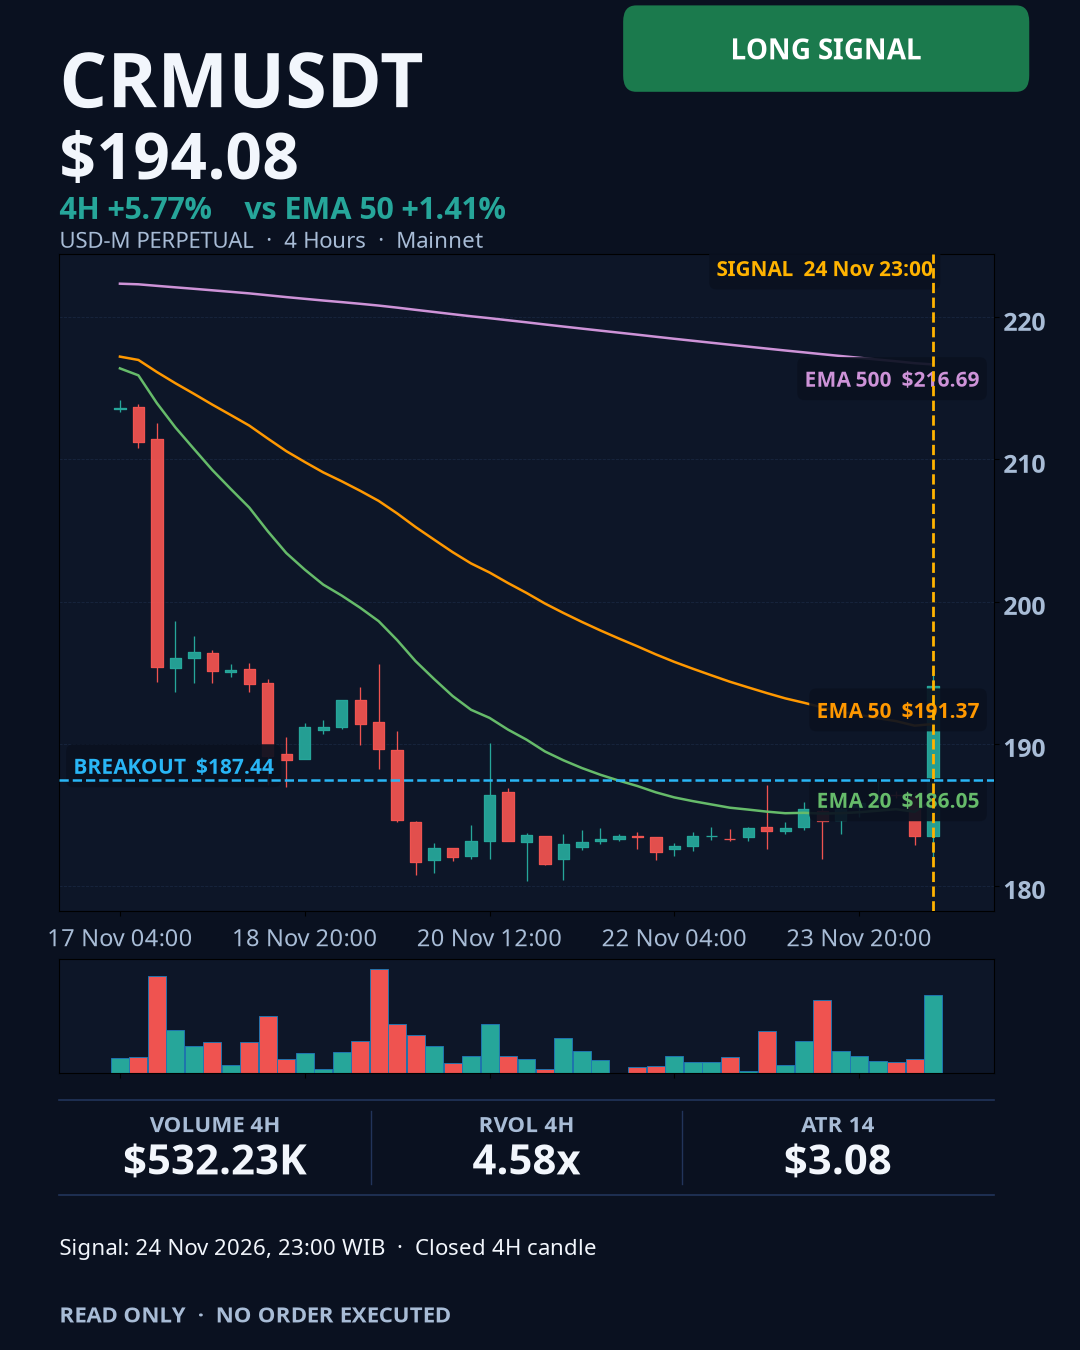 LONG SIGNAL
CRMUSDT
$194.08
4H +5.77% vs EMA 50 +1.41%
USD-M PERPETUAL · 4 Hours · Mainnet
SIGNAL 24 Nov 23:00
220
EMA 500 $216.69
210
200
EMA 50 $191.37
190
BREAKOUT $187.44
EMA 20 $186.05
180
17 Nov 04:00 18 Nov 20:00 20 Nov 12:00 22 Nov 04:00 23 Nov 20:00
VOLUME 4H RVOL 4H ATR 14
$532.23K 4.58x $3.08
Signal: 24 Nov 2026, 23:00 WIB · Closed 4H candle
READ ONLY · NO ORDER EXECUTED